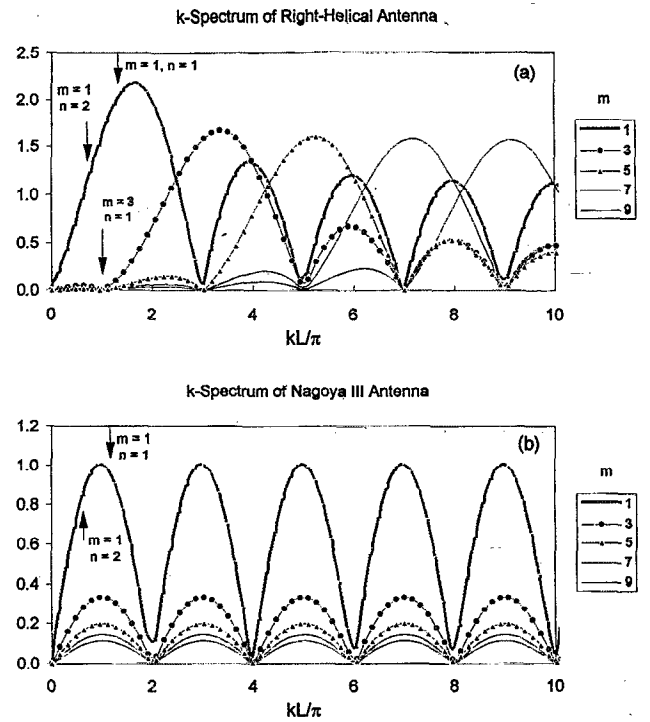 k-Spectrum of Right-Helical Antenna
2.5
2.0
1.5
1.0
0.5
0.0
m = 1, n = 1
m = 1
n = 2
m = 3
n = 1
(a)
m
1
3
5
7
9
0 2 4 6 8 10
kL/π
k-Spectrum of Nagoya III Antenna
1.2
1.0
0.8
0.6
0.4
0.2
0.0
m = 1
n = 1
m = 1
n = 2
(b)
m
1
3
5
7
9
0 2 4 6 8 10
kL/π